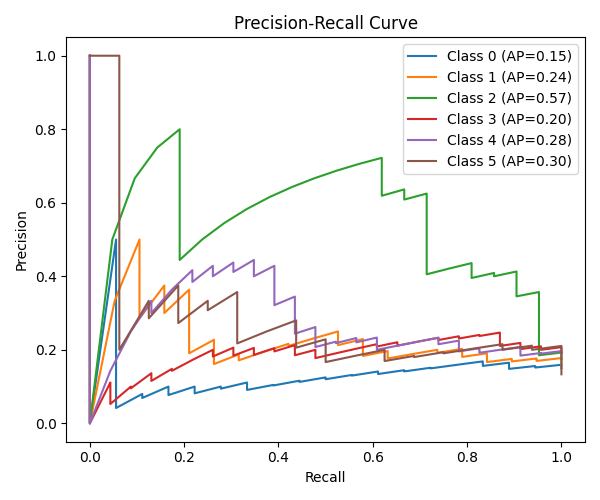 Precision-Recall Curve
Class 0 (AP=0.15)
Class 1 (AP=0.24)
Class 2 (AP=0.57)
Class 3 (AP=0.20)
Class 4 (AP=0.28)
Class 5 (AP=0.30)
Precision
1.0
0.8
0.6
0.4
0.2
0.0
0.0 0.2 0.4 0.6 0.8 1.0
Recall